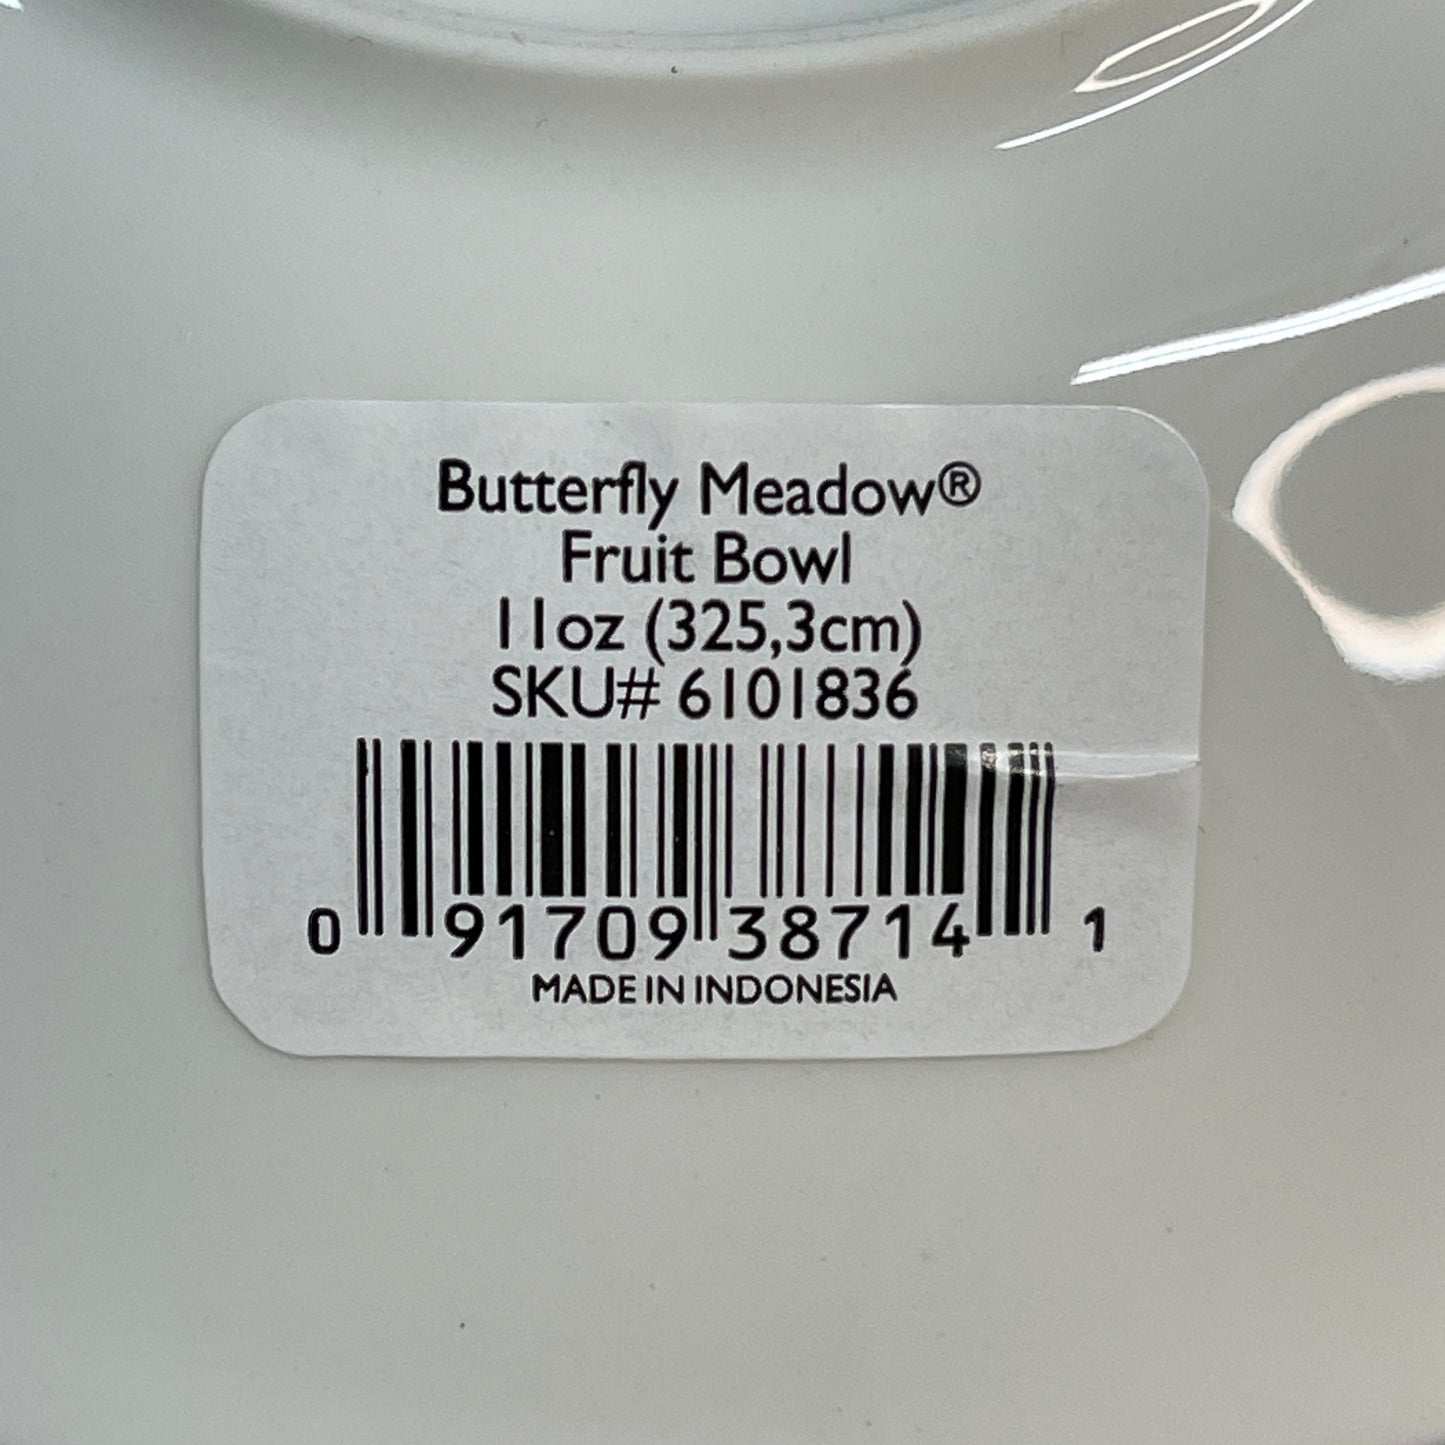 Butterfly Meadow®
Fruit Bowl
11oz (325,3cm)
SKU# 6101836
0 91709 38714 1
MADE IN INDONESIA